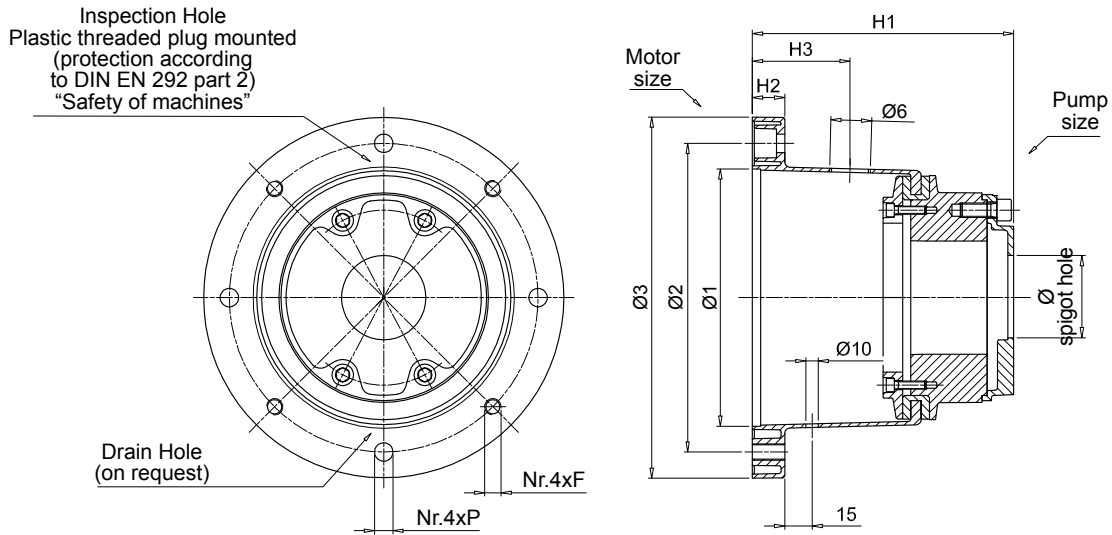 Inspection Hole
Plastic threaded plug mounted
(protection according
to DIN EN 292 part 2)
“Safety of machines”
Drain Hole
(on request)
Nr.4xP
Nr.4xF
Motor
size
H1
H3
H2
Ø6
Pump
size
Ø3
Ø2
Ø1
Ø10
Ø
spigot hole
15